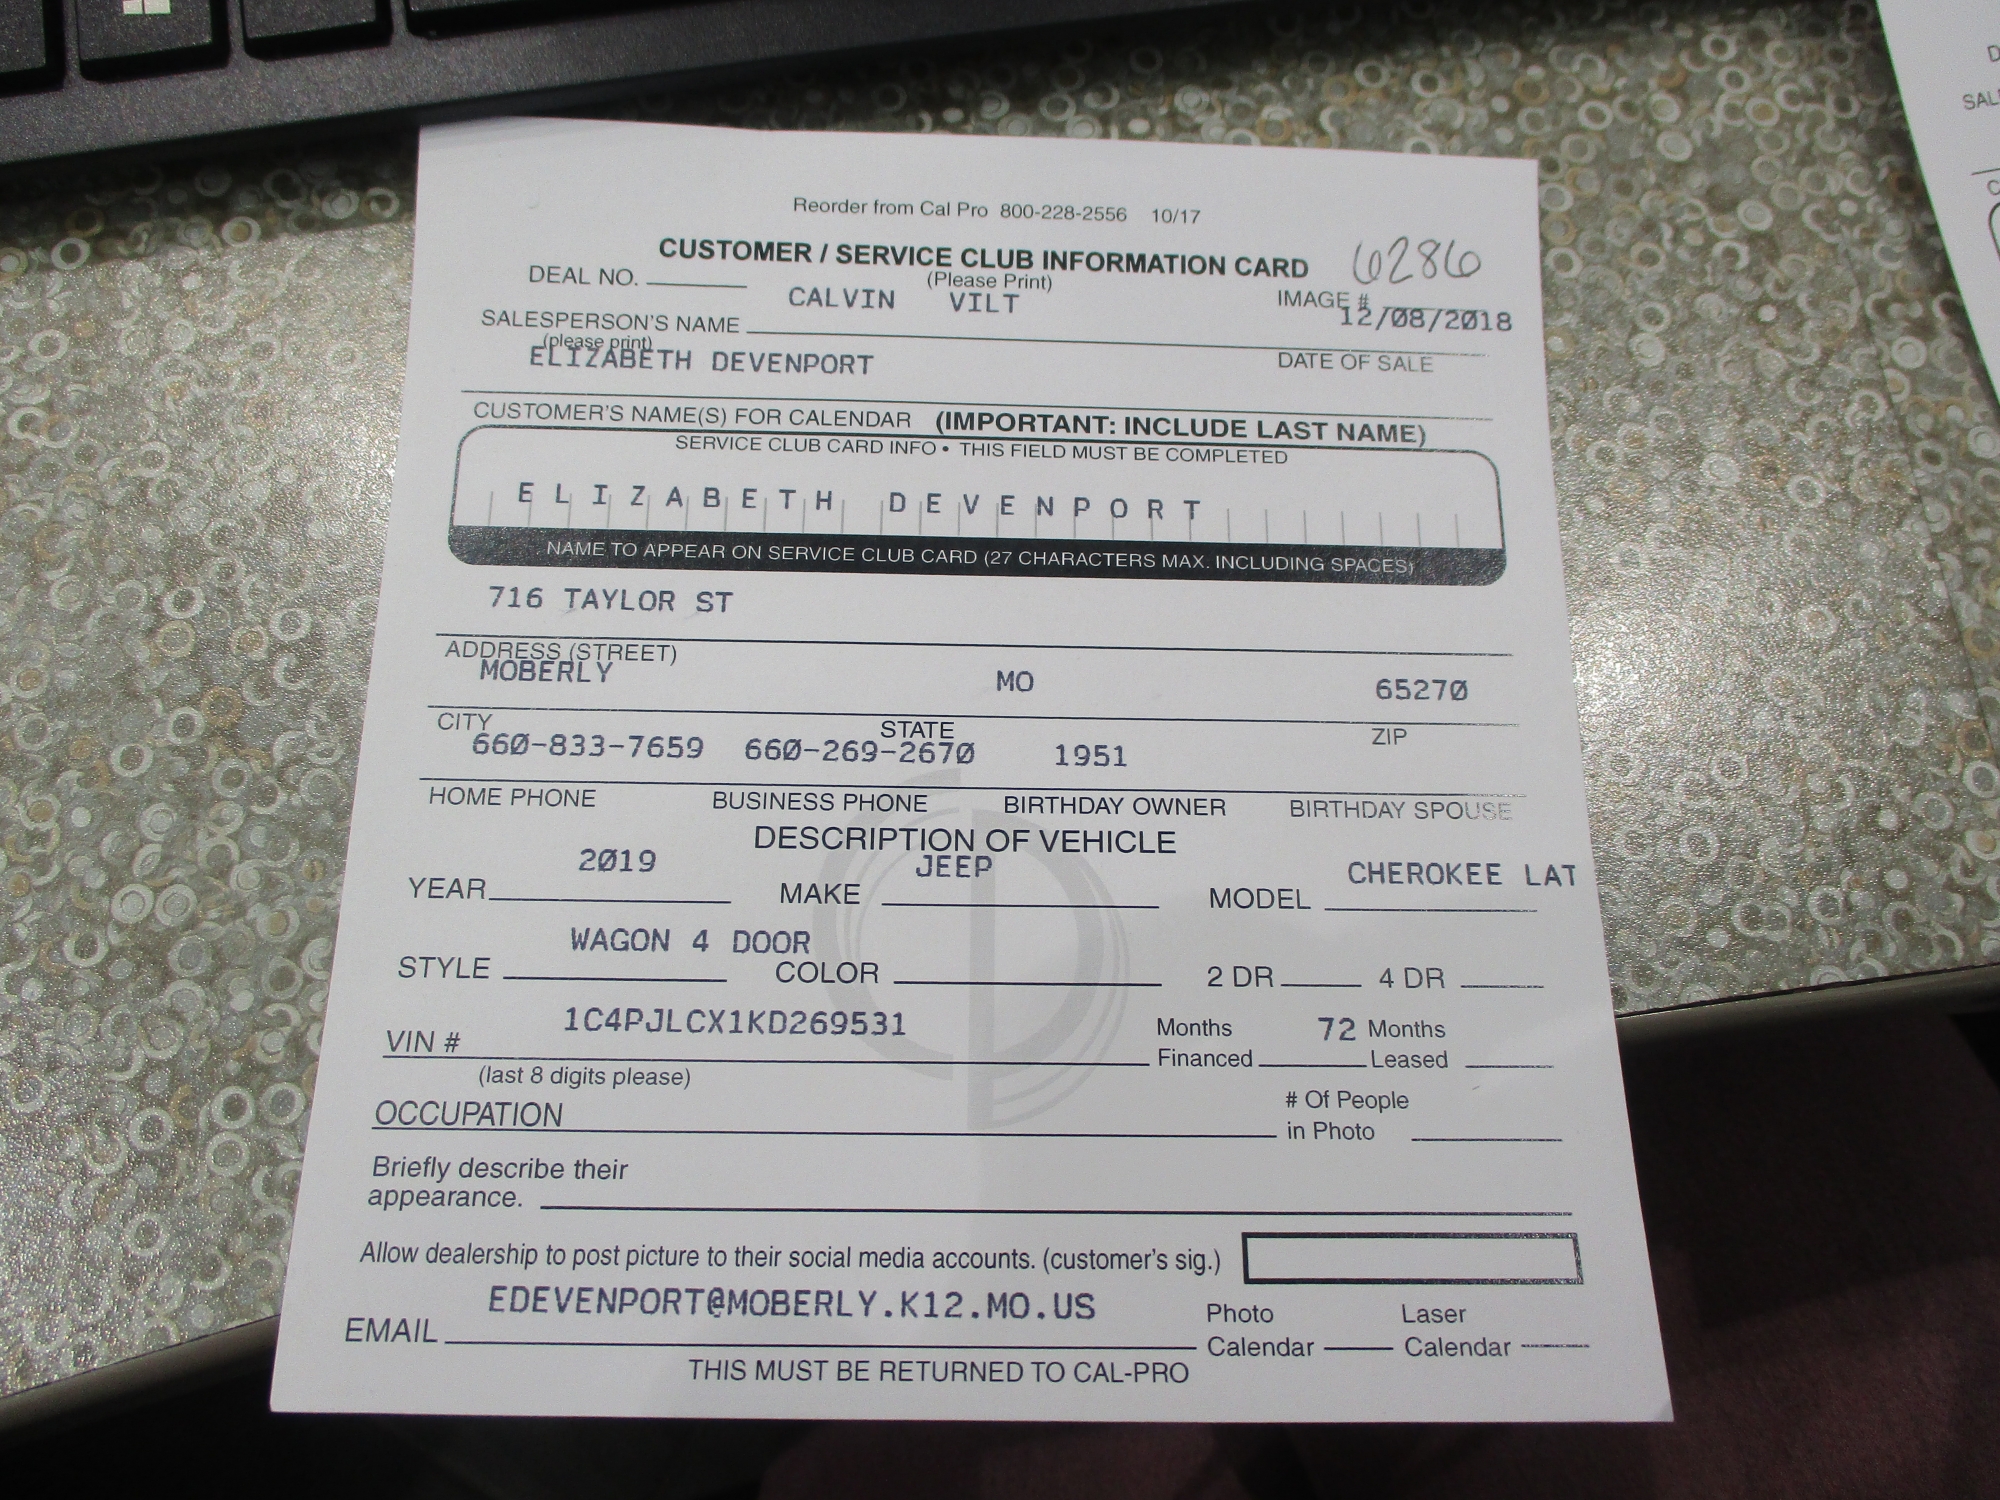 Reorder from Cal Pro 800-228-2556 10/17
CUSTOMER / SERVICE CLUB INFORMATION CARD 6286
DEAL NO. (Please Print) IMAGE #
CALVIN VILT 12/08/2018
SALESPERSON'S NAME
(please print) DATE OF SALE
ELIZABETH DEVENPORT
CUSTOMER'S NAME(S) FOR CALENDAR (IMPORTANT: INCLUDE LAST NAME)
SERVICE CLUB CARD INFO • THIS FIELD MUST BE COMPLETED
ELIZABETH DEVENPORT
NAME TO APPEAR ON SERVICE CLUB CARD (27 CHARACTERS MAX. INCLUDING SPACES)
716 TAYLOR ST
ADDRESS (STREET)
MOBERLY MO 65270
CITY STATE ZIP
660-833-7659 660-269-2670 1951
HOME PHONE BUSINESS PHONE BIRTHDAY OWNER BIRTHDAY SPOUSE
DESCRIPTION OF VEHICLE
2019 JEEP CHEROKEE LAT
YEAR MAKE MODEL
WAGON 4 DOOR
STYLE COLOR 2 DR 4 DR
1C4PJLCX1KD269531 Months 72 Months
VIN # Financed Leased
(last 8 digits please)
OCCUPATION # Of People
in Photo
Briefly describe their
appearance.
Allow dealership to post picture to their social media accounts. (customer's sig.)
EDEVENPORT@MOBERLY.K12.MO.US Photo Laser
EMAIL Calendar Calendar
THIS MUST BE RETURNED TO CAL-PRO